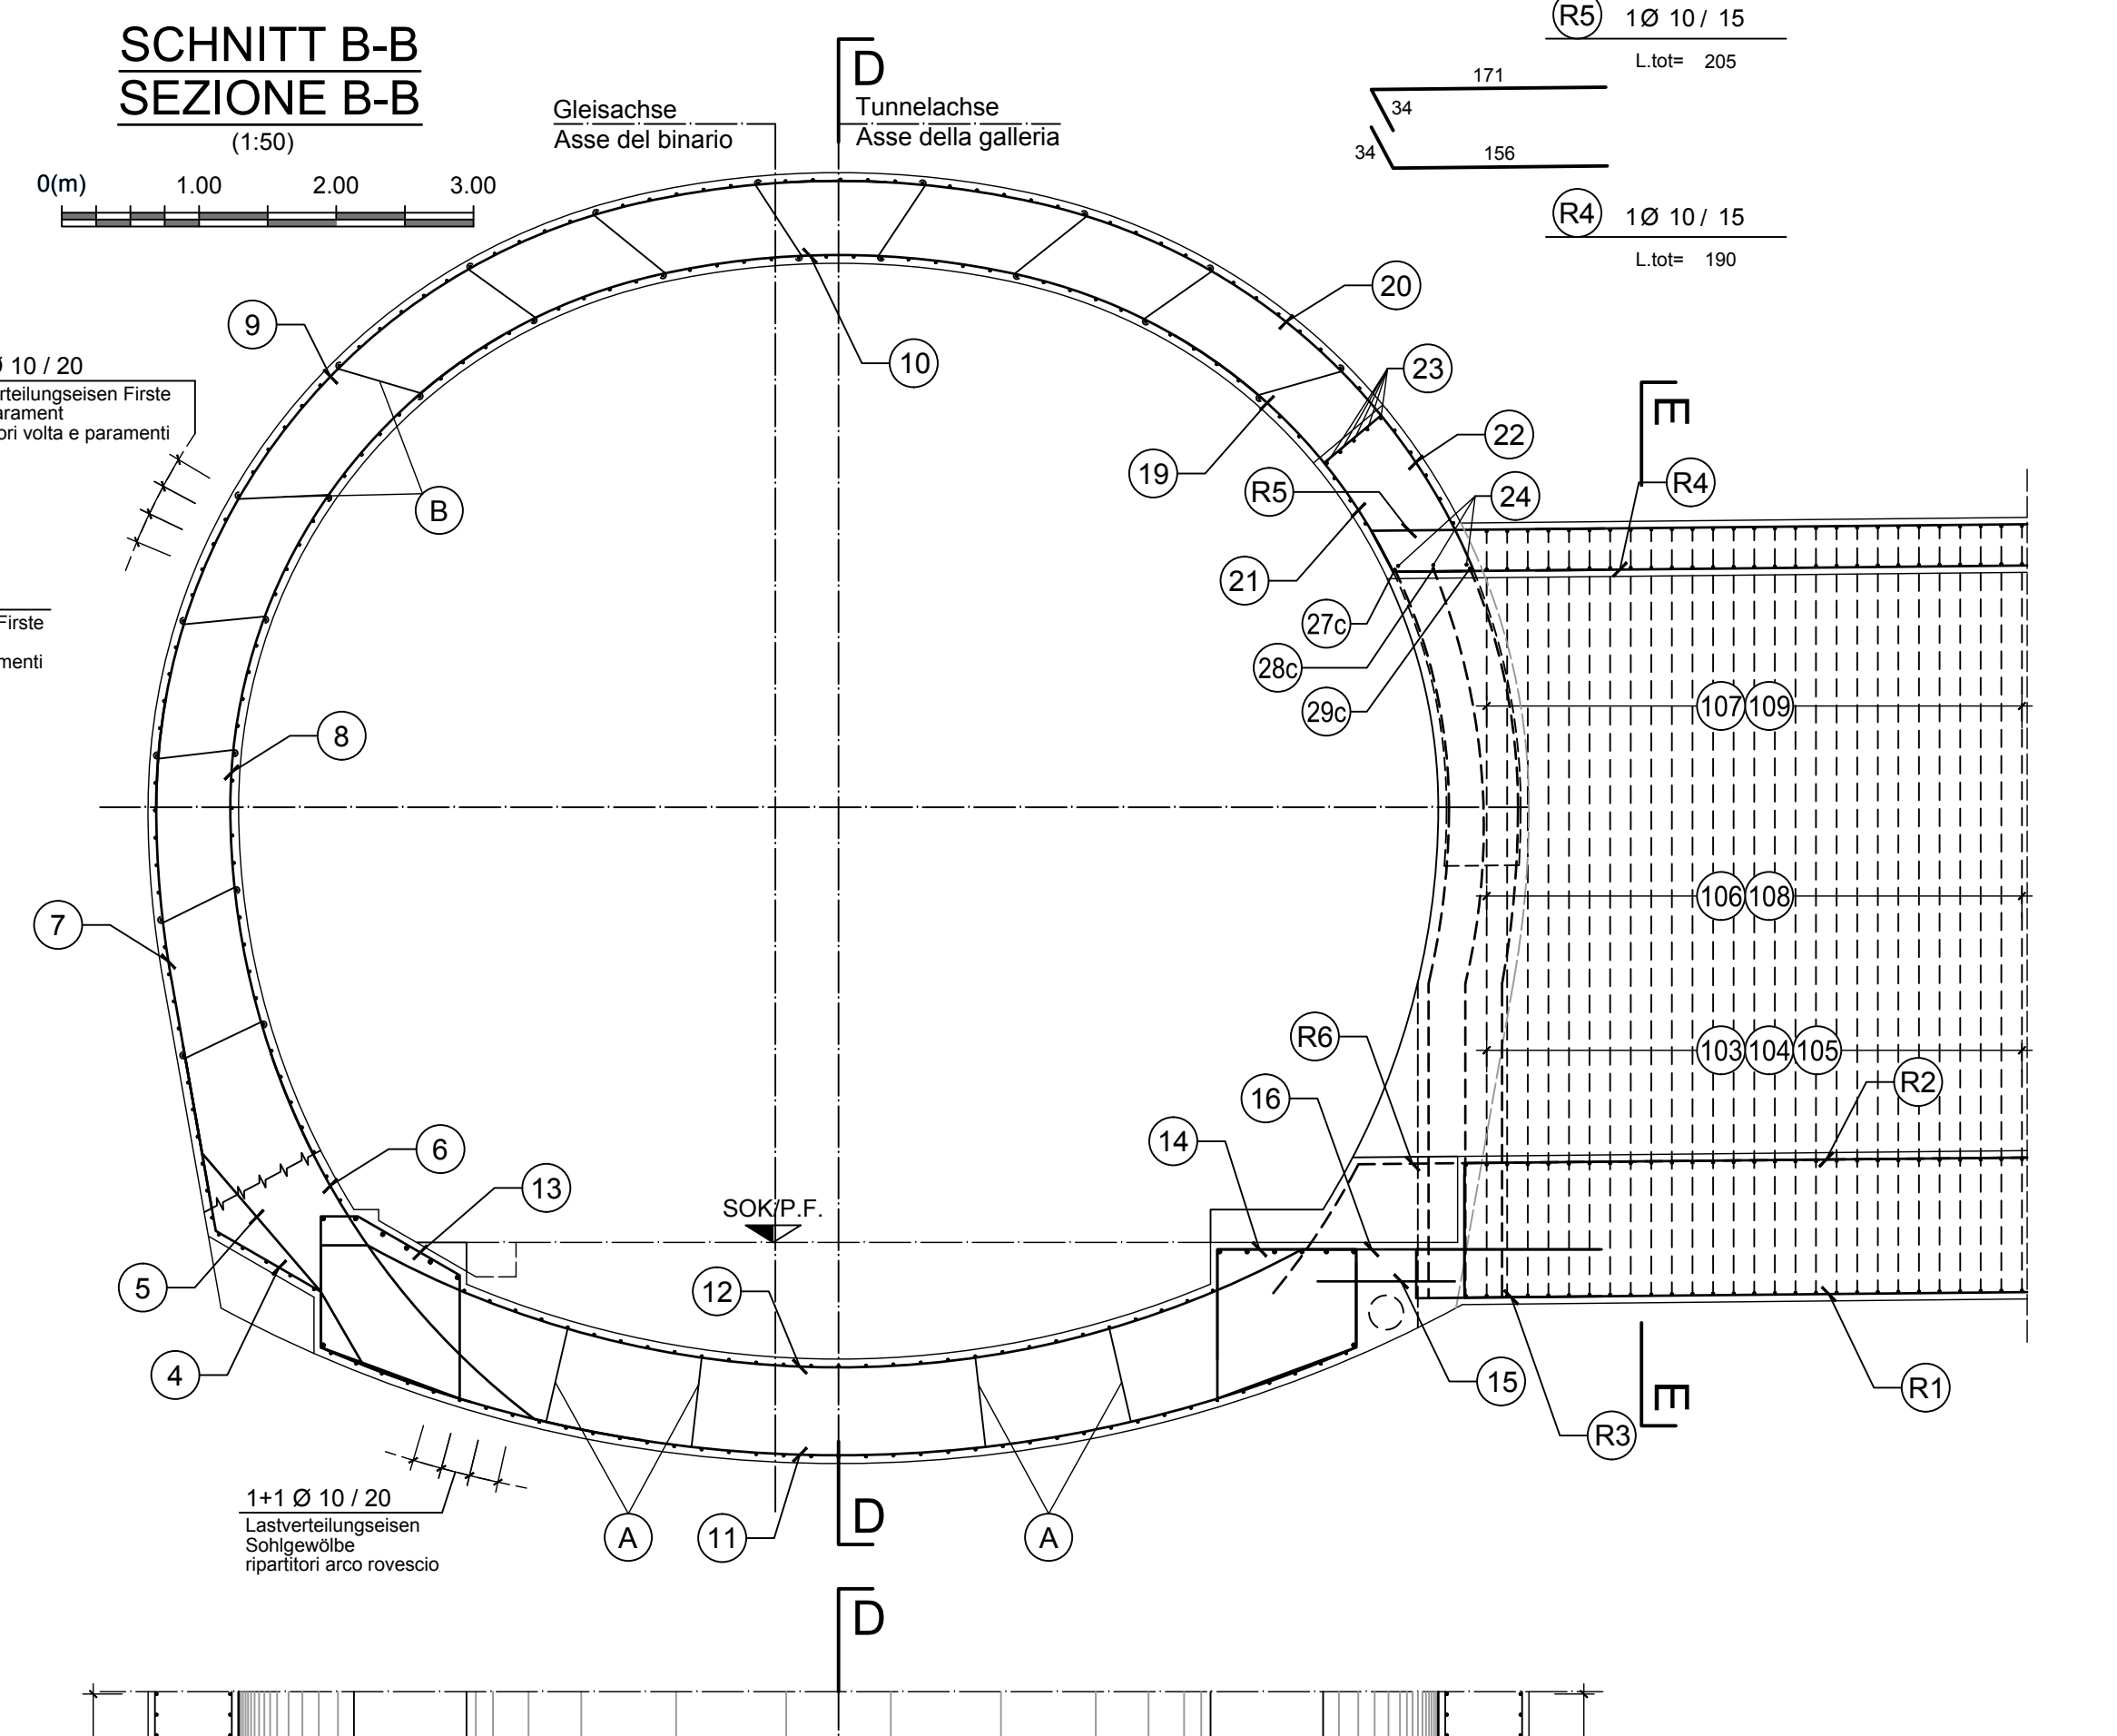 SCHNITT B-B
SEZIONE B-B
(1:50)
0(m) 1.00 2.00 3.00
Gleisachse
Asse del binario
D
Tunnelachse
Asse della galleria
R5 1Ø 10 / 15
L.tot= 205
171
34
34
156
R4 1Ø 10 / 15
L.tot= 190
20
9
10
23
10 / 20
rteilungseisen Firste
arament
ori volta e paramenti
22
E
19
R5
24
R4
B
21
Firste
menti
27c
28c
29c
107 109
8
106 108
7
R6
103 104 105
R2
16
14
6
13
SOK/P.F.
5
12
4
15
R1
R3
E
1+1 Ø 10 / 20
Lastverteilungseisen
Sohlgewölbe
ripartitori arco rovescio
A
11
D
A
D